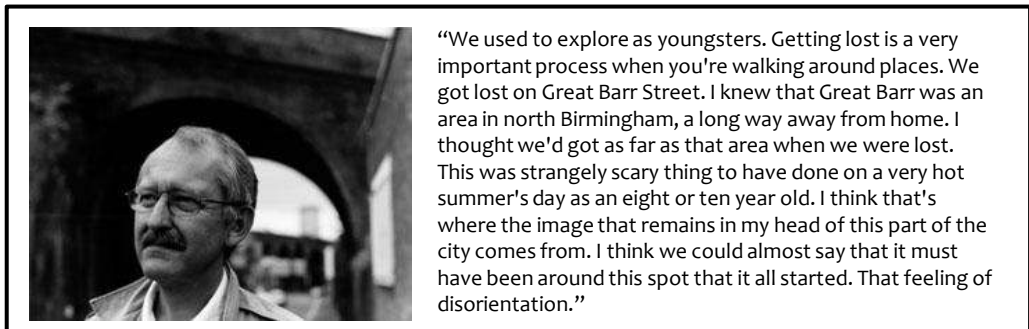 “We used to explore as youngsters. Getting lost is a very
important process when you're walking around places. We
got lost on Great Barr Street. I knew that Great Barr was an
area in north Birmingham, a long way away from home. I
thought we'd got as far as that area when we were lost.
This was strangely scary thing to have done on a very hot
summer's day as an eight or ten year old. I think that's
where the image that remains in my head of this part of the
city comes from. I think we could almost say that it must
have been around this spot that it all started. That feeling of
disorientation.”